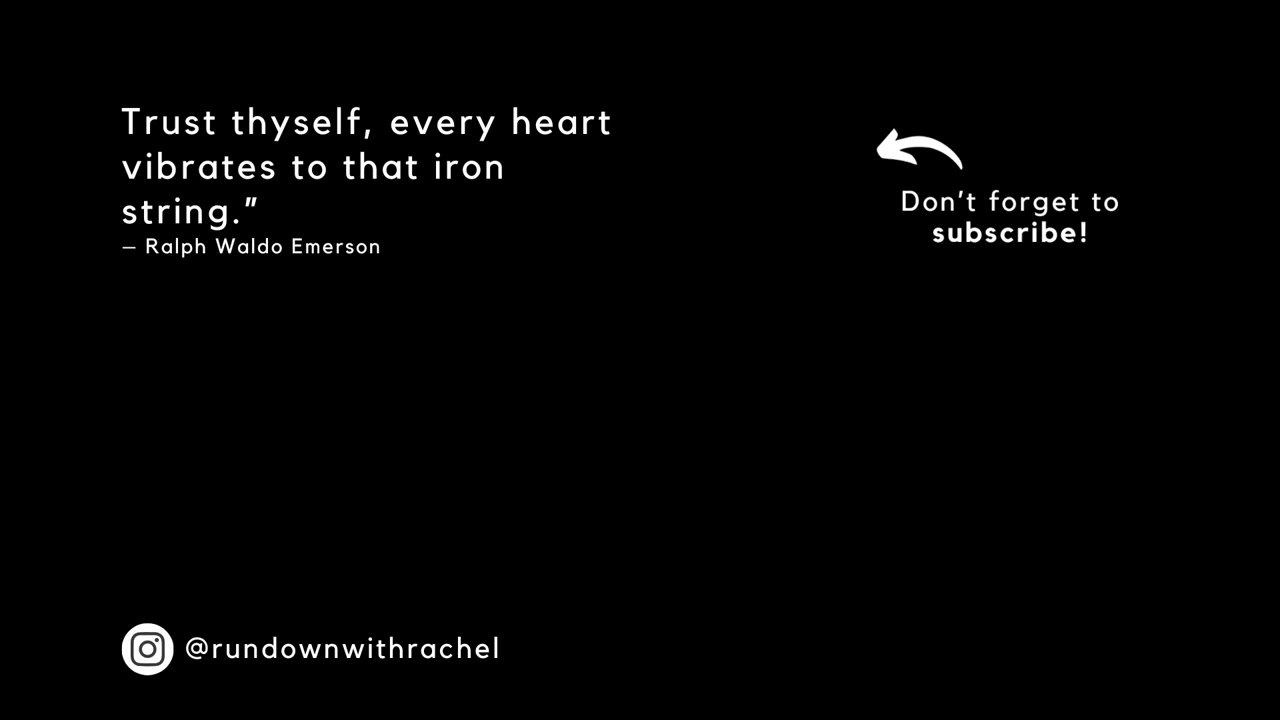 Trust thyself, every heart
vibrates to that iron
string.”
– Ralph Waldo Emerson
Don’t forget to
subscribe!
@rundownwithrachel